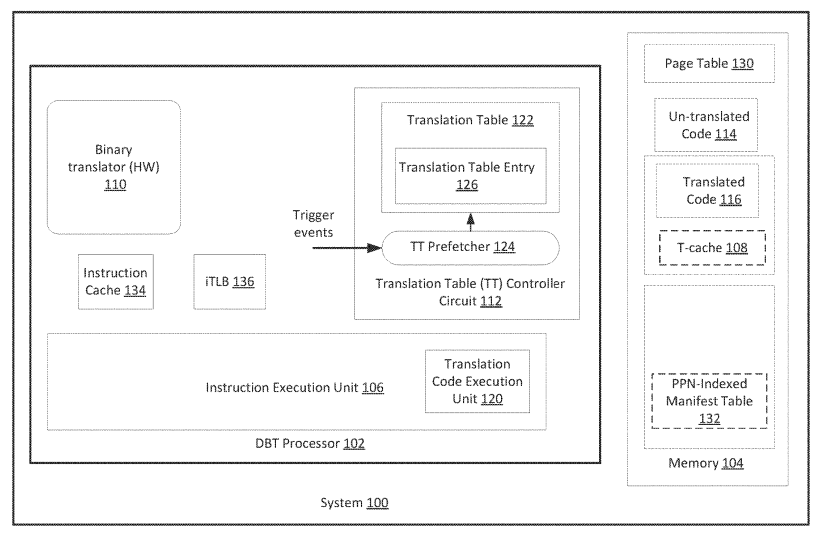 Binary
translator (HW)
110
Instruction
Cache 134
iTLB 136
Trigger
events
Translation Table 122
Translation Table Entry
126
TT Prefetcher 124
Translation Table (TT) Controller
Circuit 112
Instruction Execution Unit 106
Translation
Code Execution
Unit 120
DBT Processor 102
Page Table 130
Un-translated
Code 114
Translated
Code 116
T-cache 108
PPN-Indexed
Manifest Table
132
Memory 104
System 100